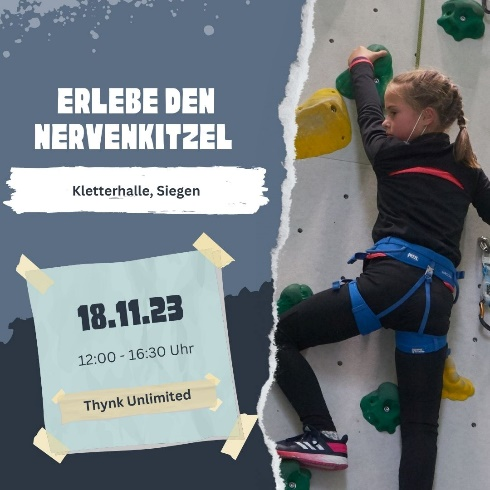 ERLEBE DEN
NERVENKITZEL
Kletterhalle, Siegen
18.11.23
12:00 - 16:30 Uhr
Thynk Unlimited